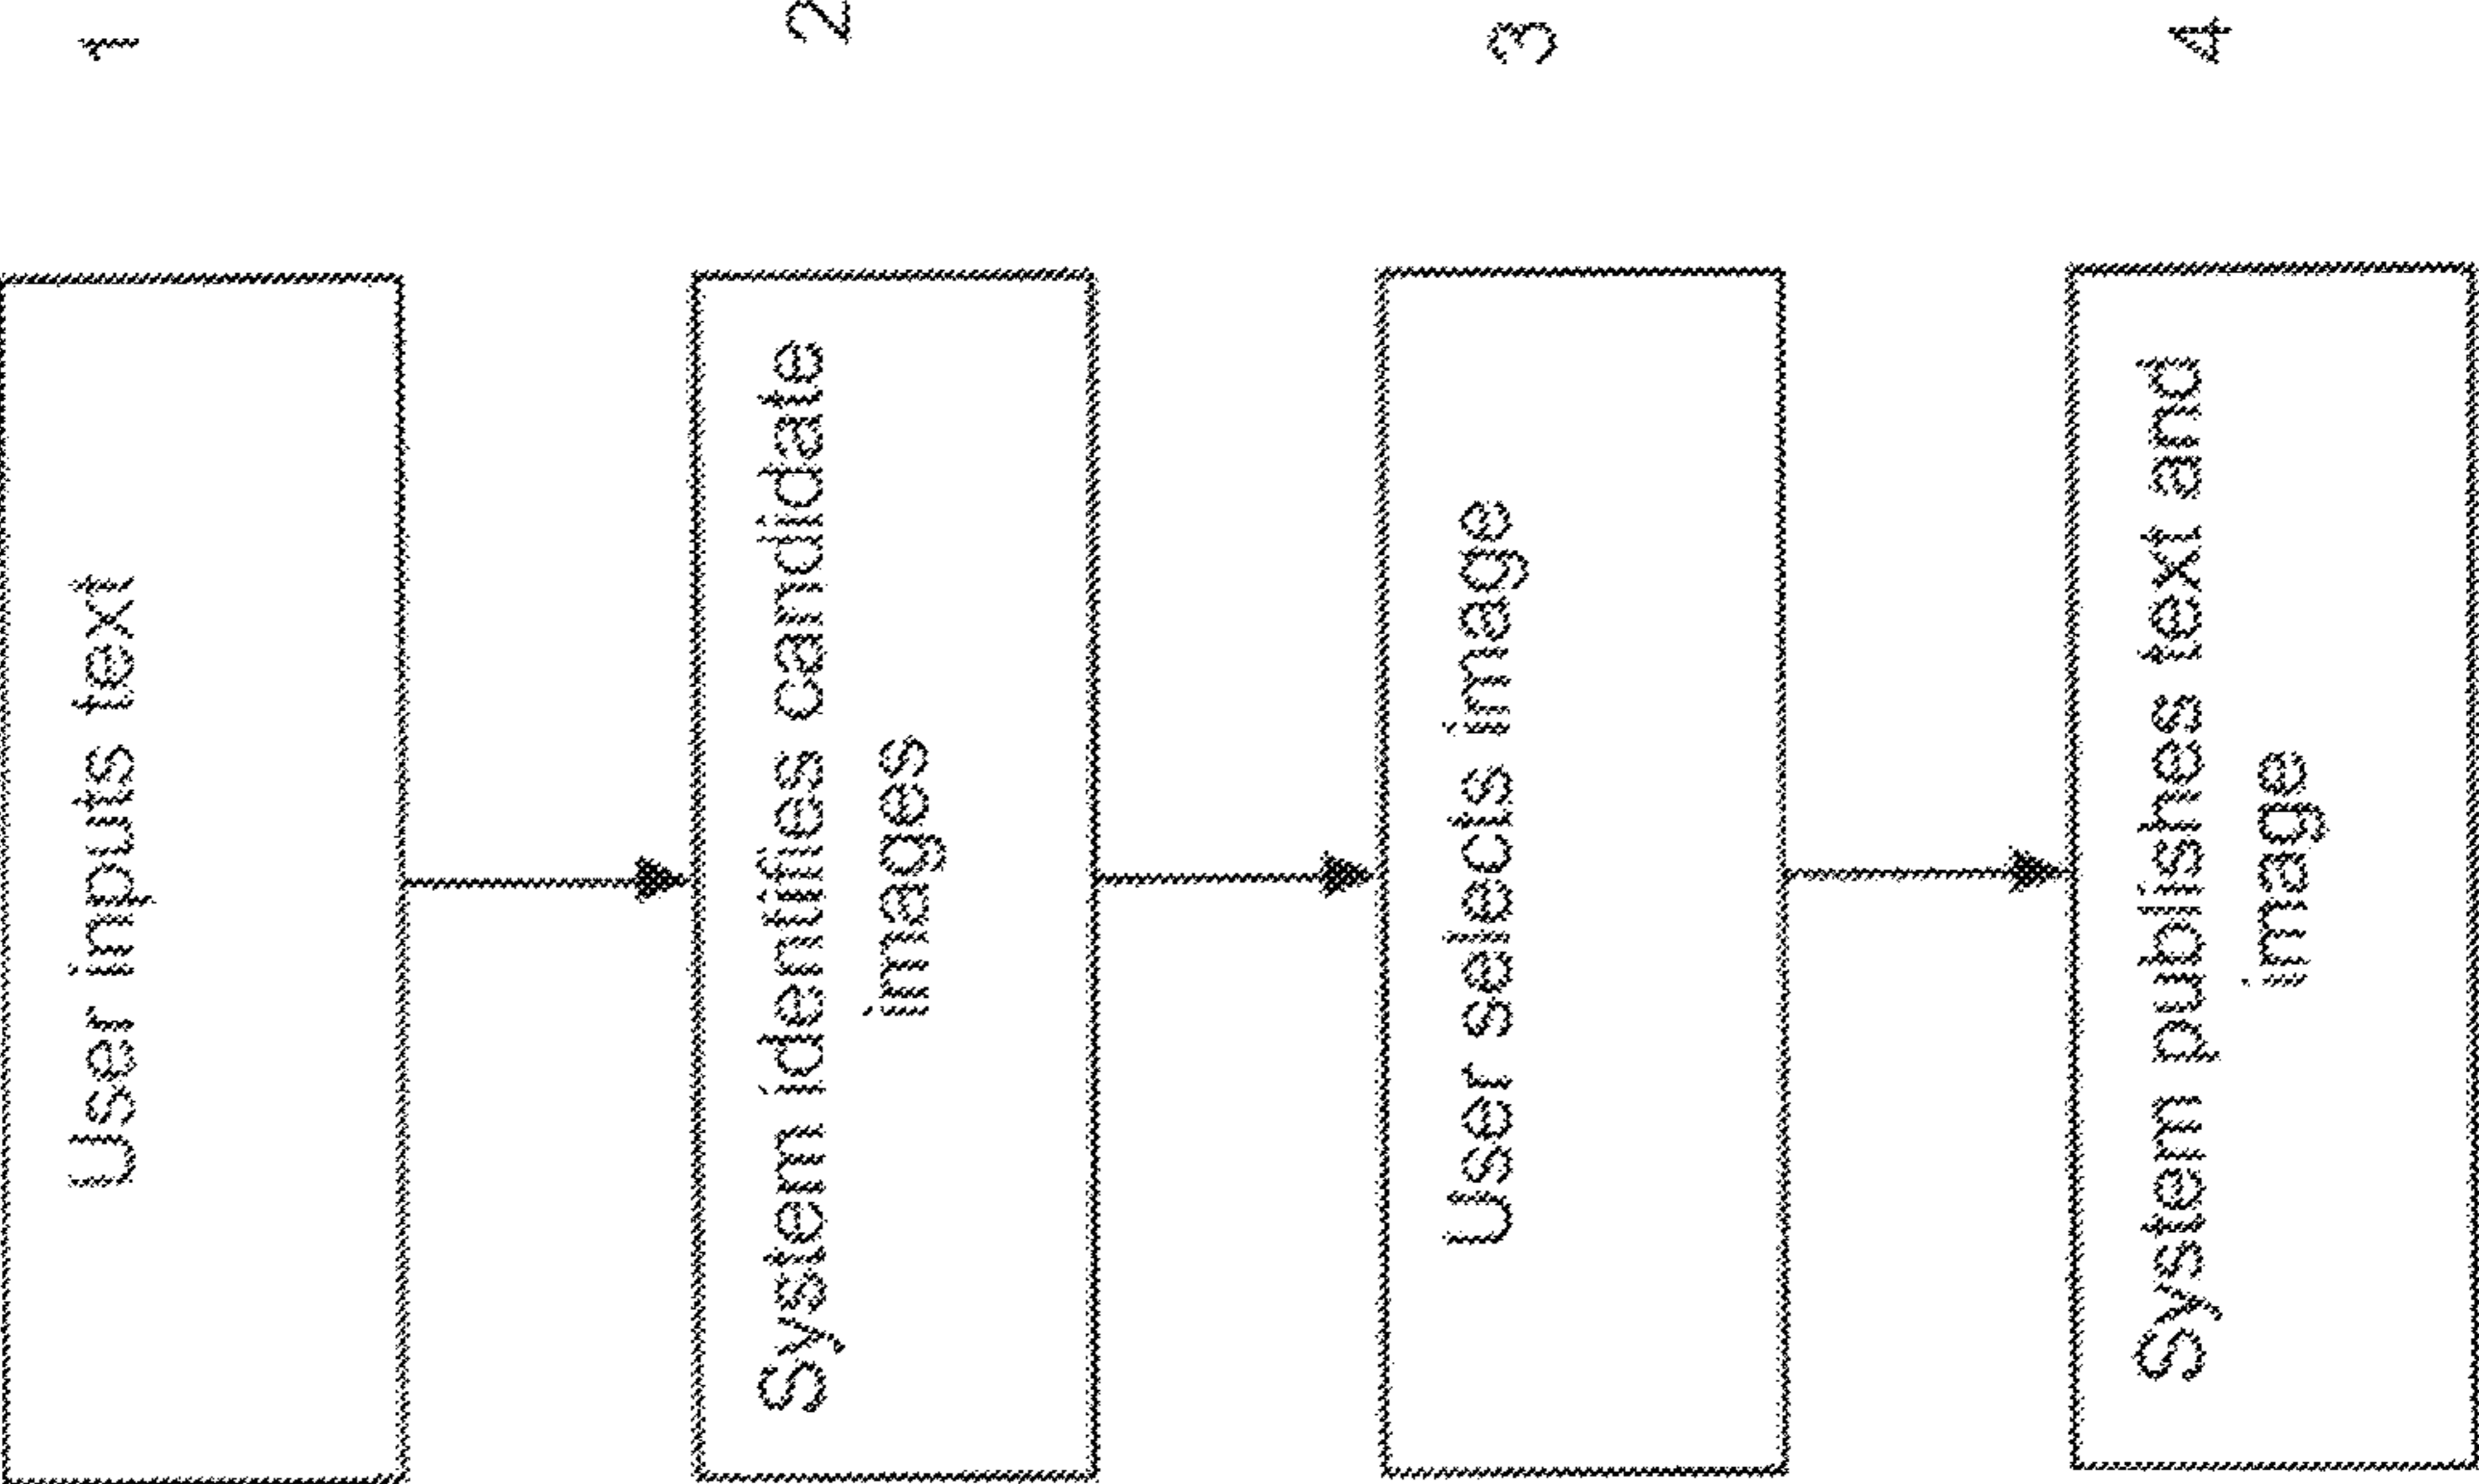 User inputs text
1
System identifies candidate
images
2
User selects image
3
System publishes text and
image
4